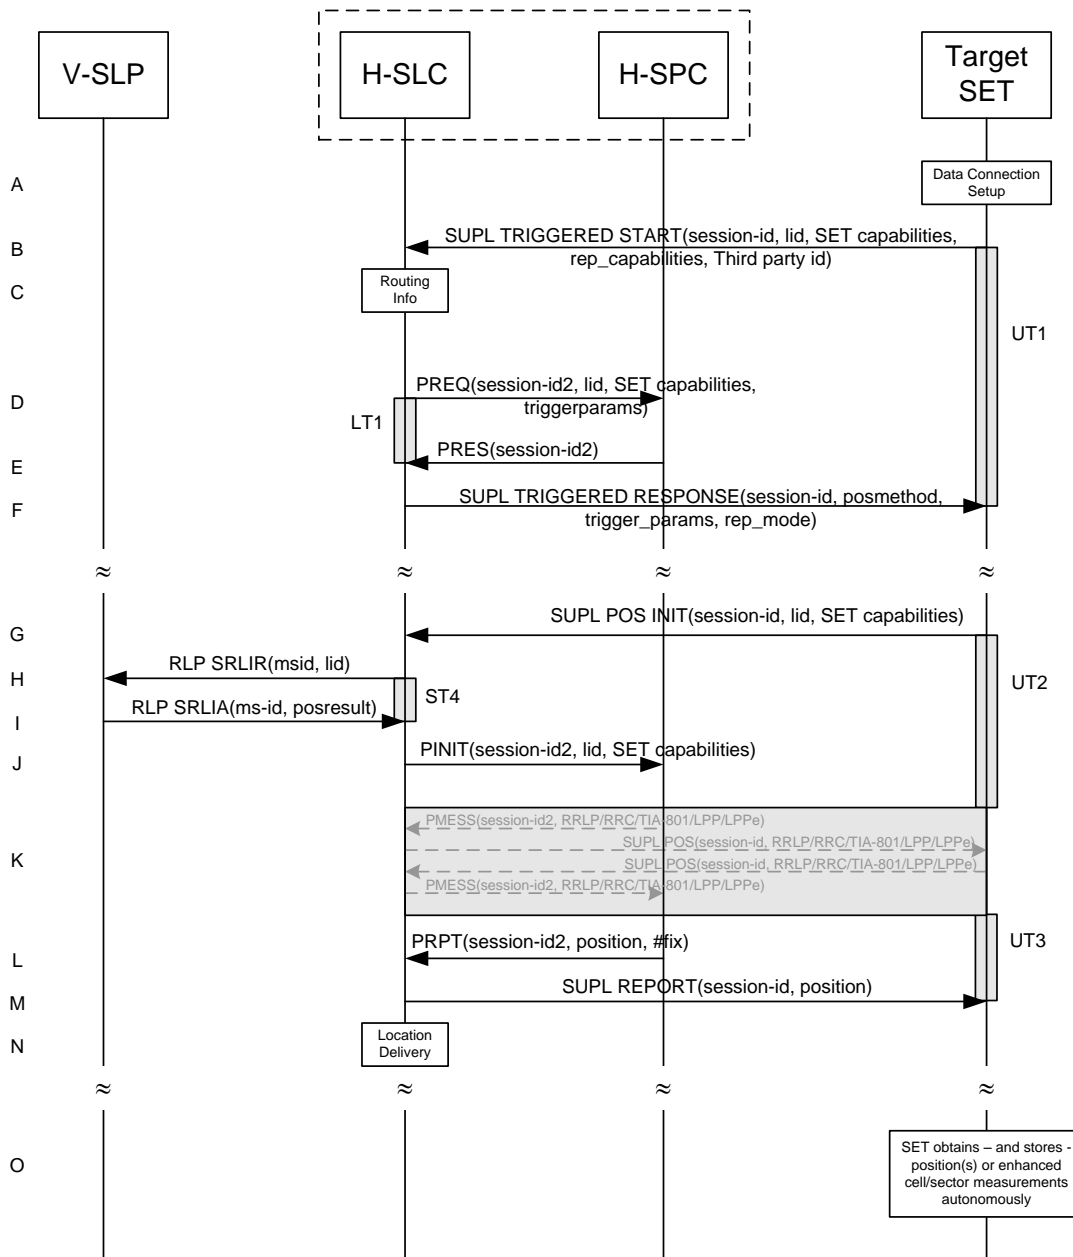 V-SLP
H-SLC
H-SPC
Target
SET
A
Data Connection
Setup
B
SUPL TRIGGERED START(session-id, lid, SET capabilities,
rep_capabilities, Third party id)
C
Routing
Info
UT1
D
PREQ(session-id2, lid, SET capabilities,
triggerparams)
LT1
E
PRES(session-id2)
F
SUPL TRIGGERED RESPONSE(session-id, posmethod,
trigger_params, rep_mode)
≈ ≈ ≈ ≈
G
SUPL POS INIT(session-id, lid, SET capabilities)
H
RLP SRLIR(msid, lid)
ST4
UT2
I
RLP SRLIA(ms-id, posresult)
J
PINIT(session-id2, lid, SET capabilities)
K
PMESS(session-id2, RRLP/RRC/TIA-801/LPP/LPPe)
SUPL POS(session-id, RRLP/RRC/TIA-801/LPP/LPPe)
SUPL POS(session-id, RRLP/RRC/TIA-801/LPP/LPPe)
PMESS(session-id2, RRLP/RRC/TIA-801/LPP/LPPe)
L
PRPT(session-id2, position, #fix)
UT3
M
SUPL REPORT(session-id, position)
N
Location
Delivery
≈ ≈ ≈ ≈
O
SET obtains – and stores -
position(s) or enhanced
cell/sector measurements
autonomously